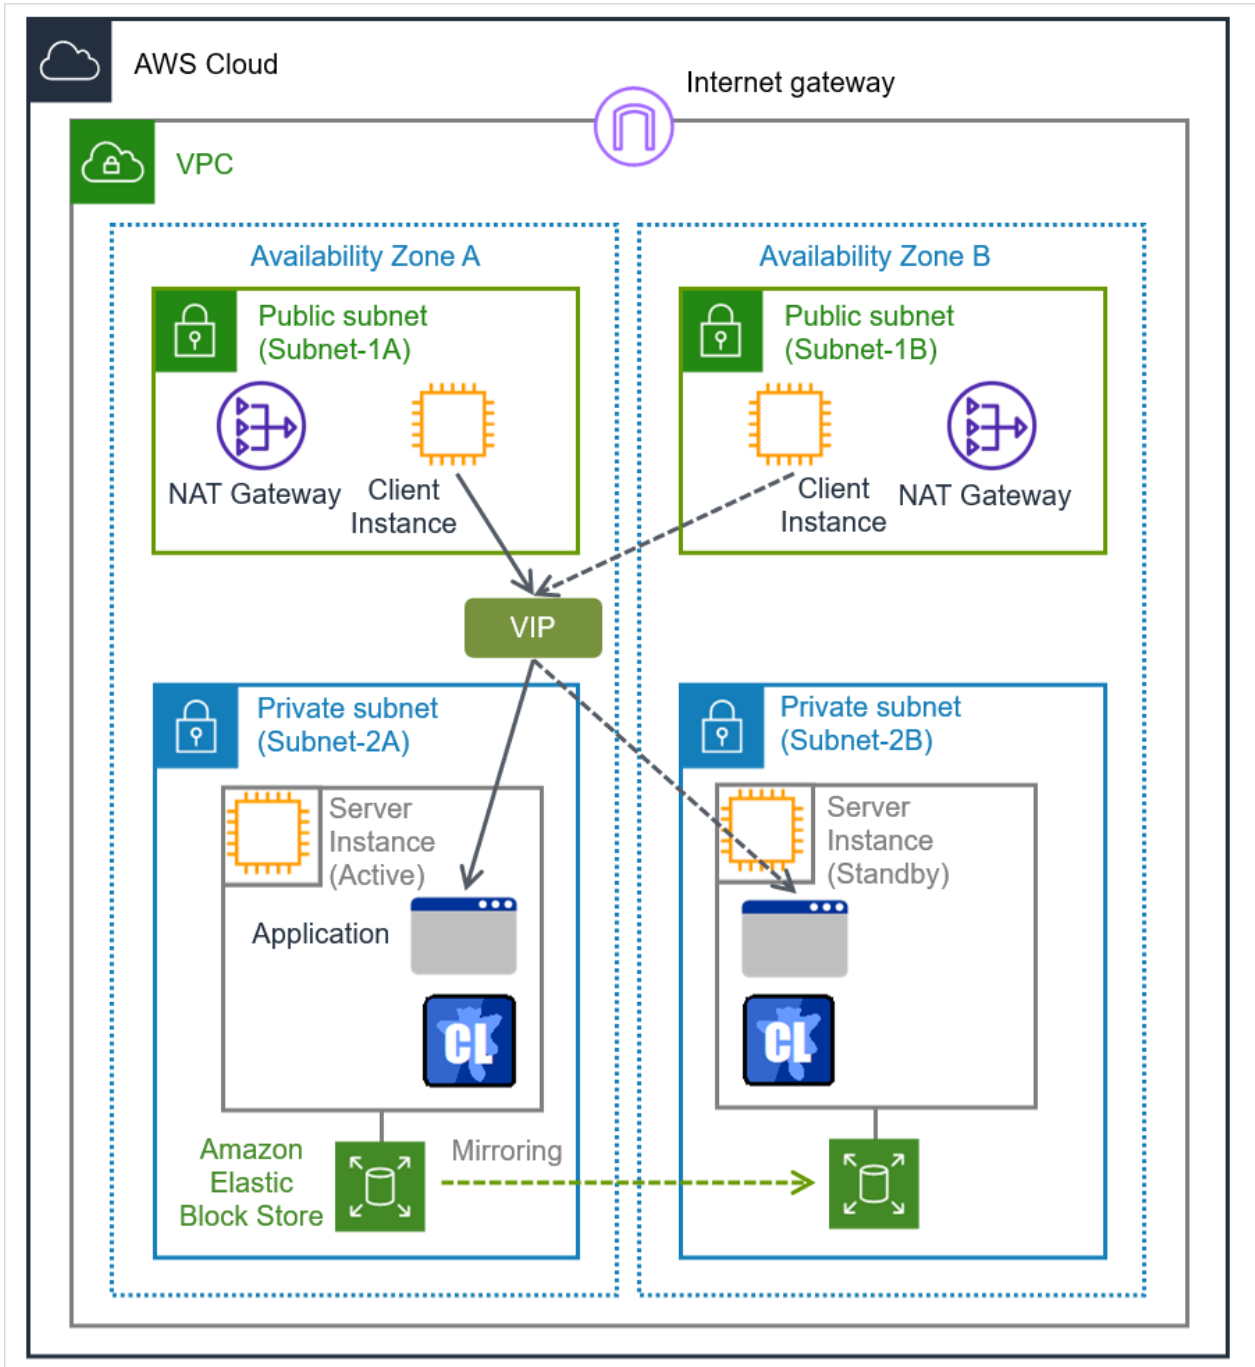 AWS Cloud
Internet gateway
VPC
Availability Zone A
Availability Zone B
Public subnet
(Subnet-1A)
Public subnet
(Subnet-1B)
NAT Gateway
Client
Instance
Client
Instance
NAT Gateway
VIP
Private subnet
(Subnet-2A)
Private subnet
(Subnet-2B)
Server
Instance
(Active)
Server
Instance
(Standby)
Application
CL
CL
Amazon
Elastic
Block Store
Mirroring